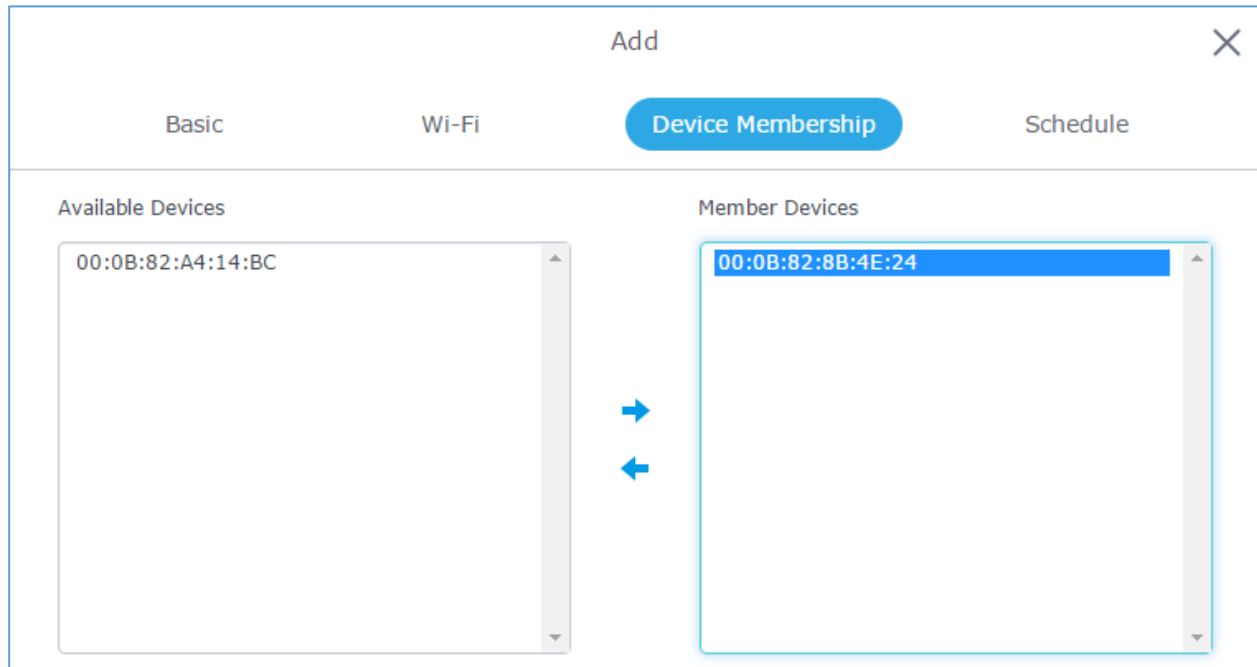 Add
Basic Wi-Fi Device Membership Schedule
Available Devices Member Devices
00:0B:82:A4:14:BC 00:0B:82:8B:4E:24